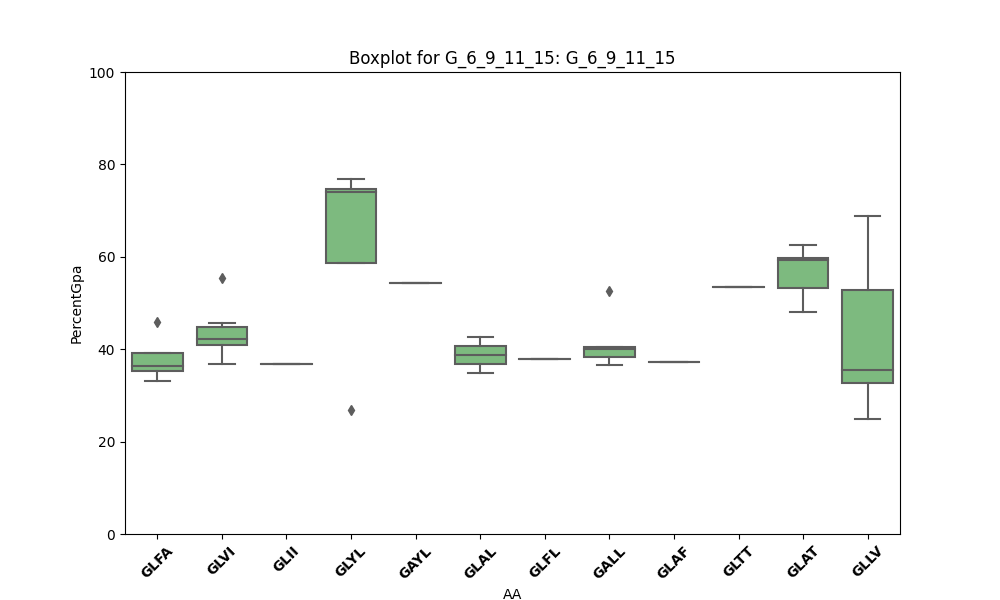 Boxplot for G_6_9_11_15: G_6_9_11_15
100
80
60
40
20
0
PercentGpa
GLFA
GLVI
GLII
GLYL
GAYL
GLAL
GLFL
GALL
GLAF
GLTT
GLAT
GLLV
AA